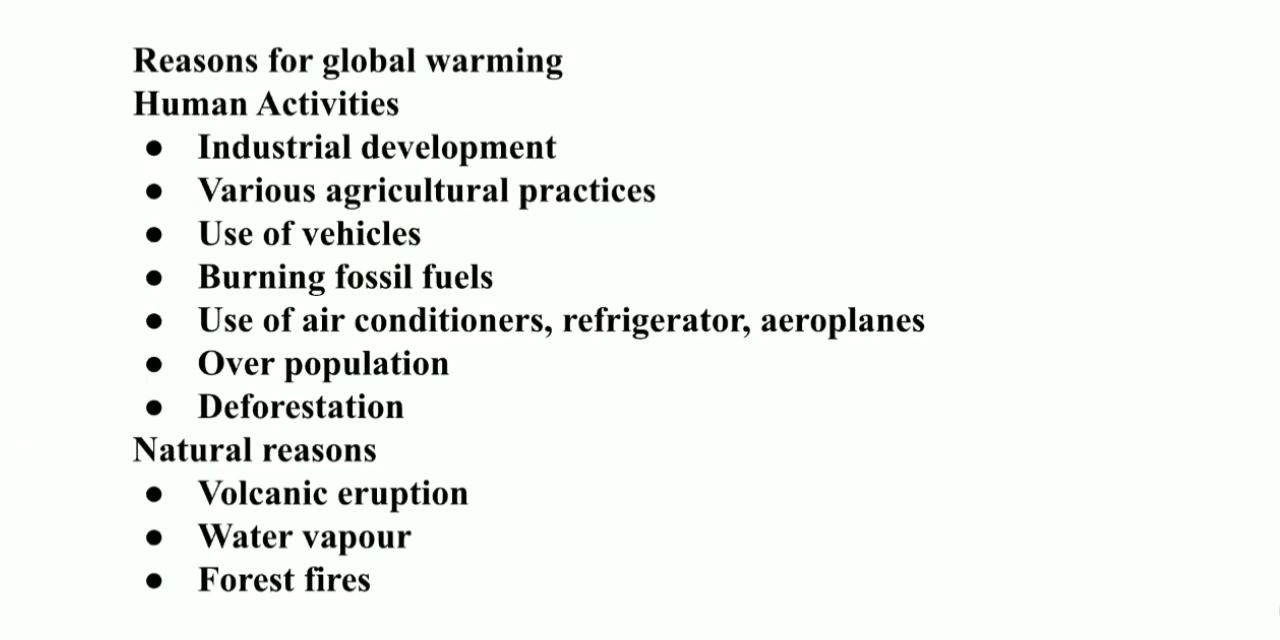 Reasons for global warming
Human Activities
● Industrial development
● Various agricultural practices
● Use of vehicles
● Burning fossil fuels
● Use of air conditioners, refrigerator, aeroplanes
● Over population
● Deforestation
Natural reasons
● Volcanic eruption
● Water vapour
● Forest fires